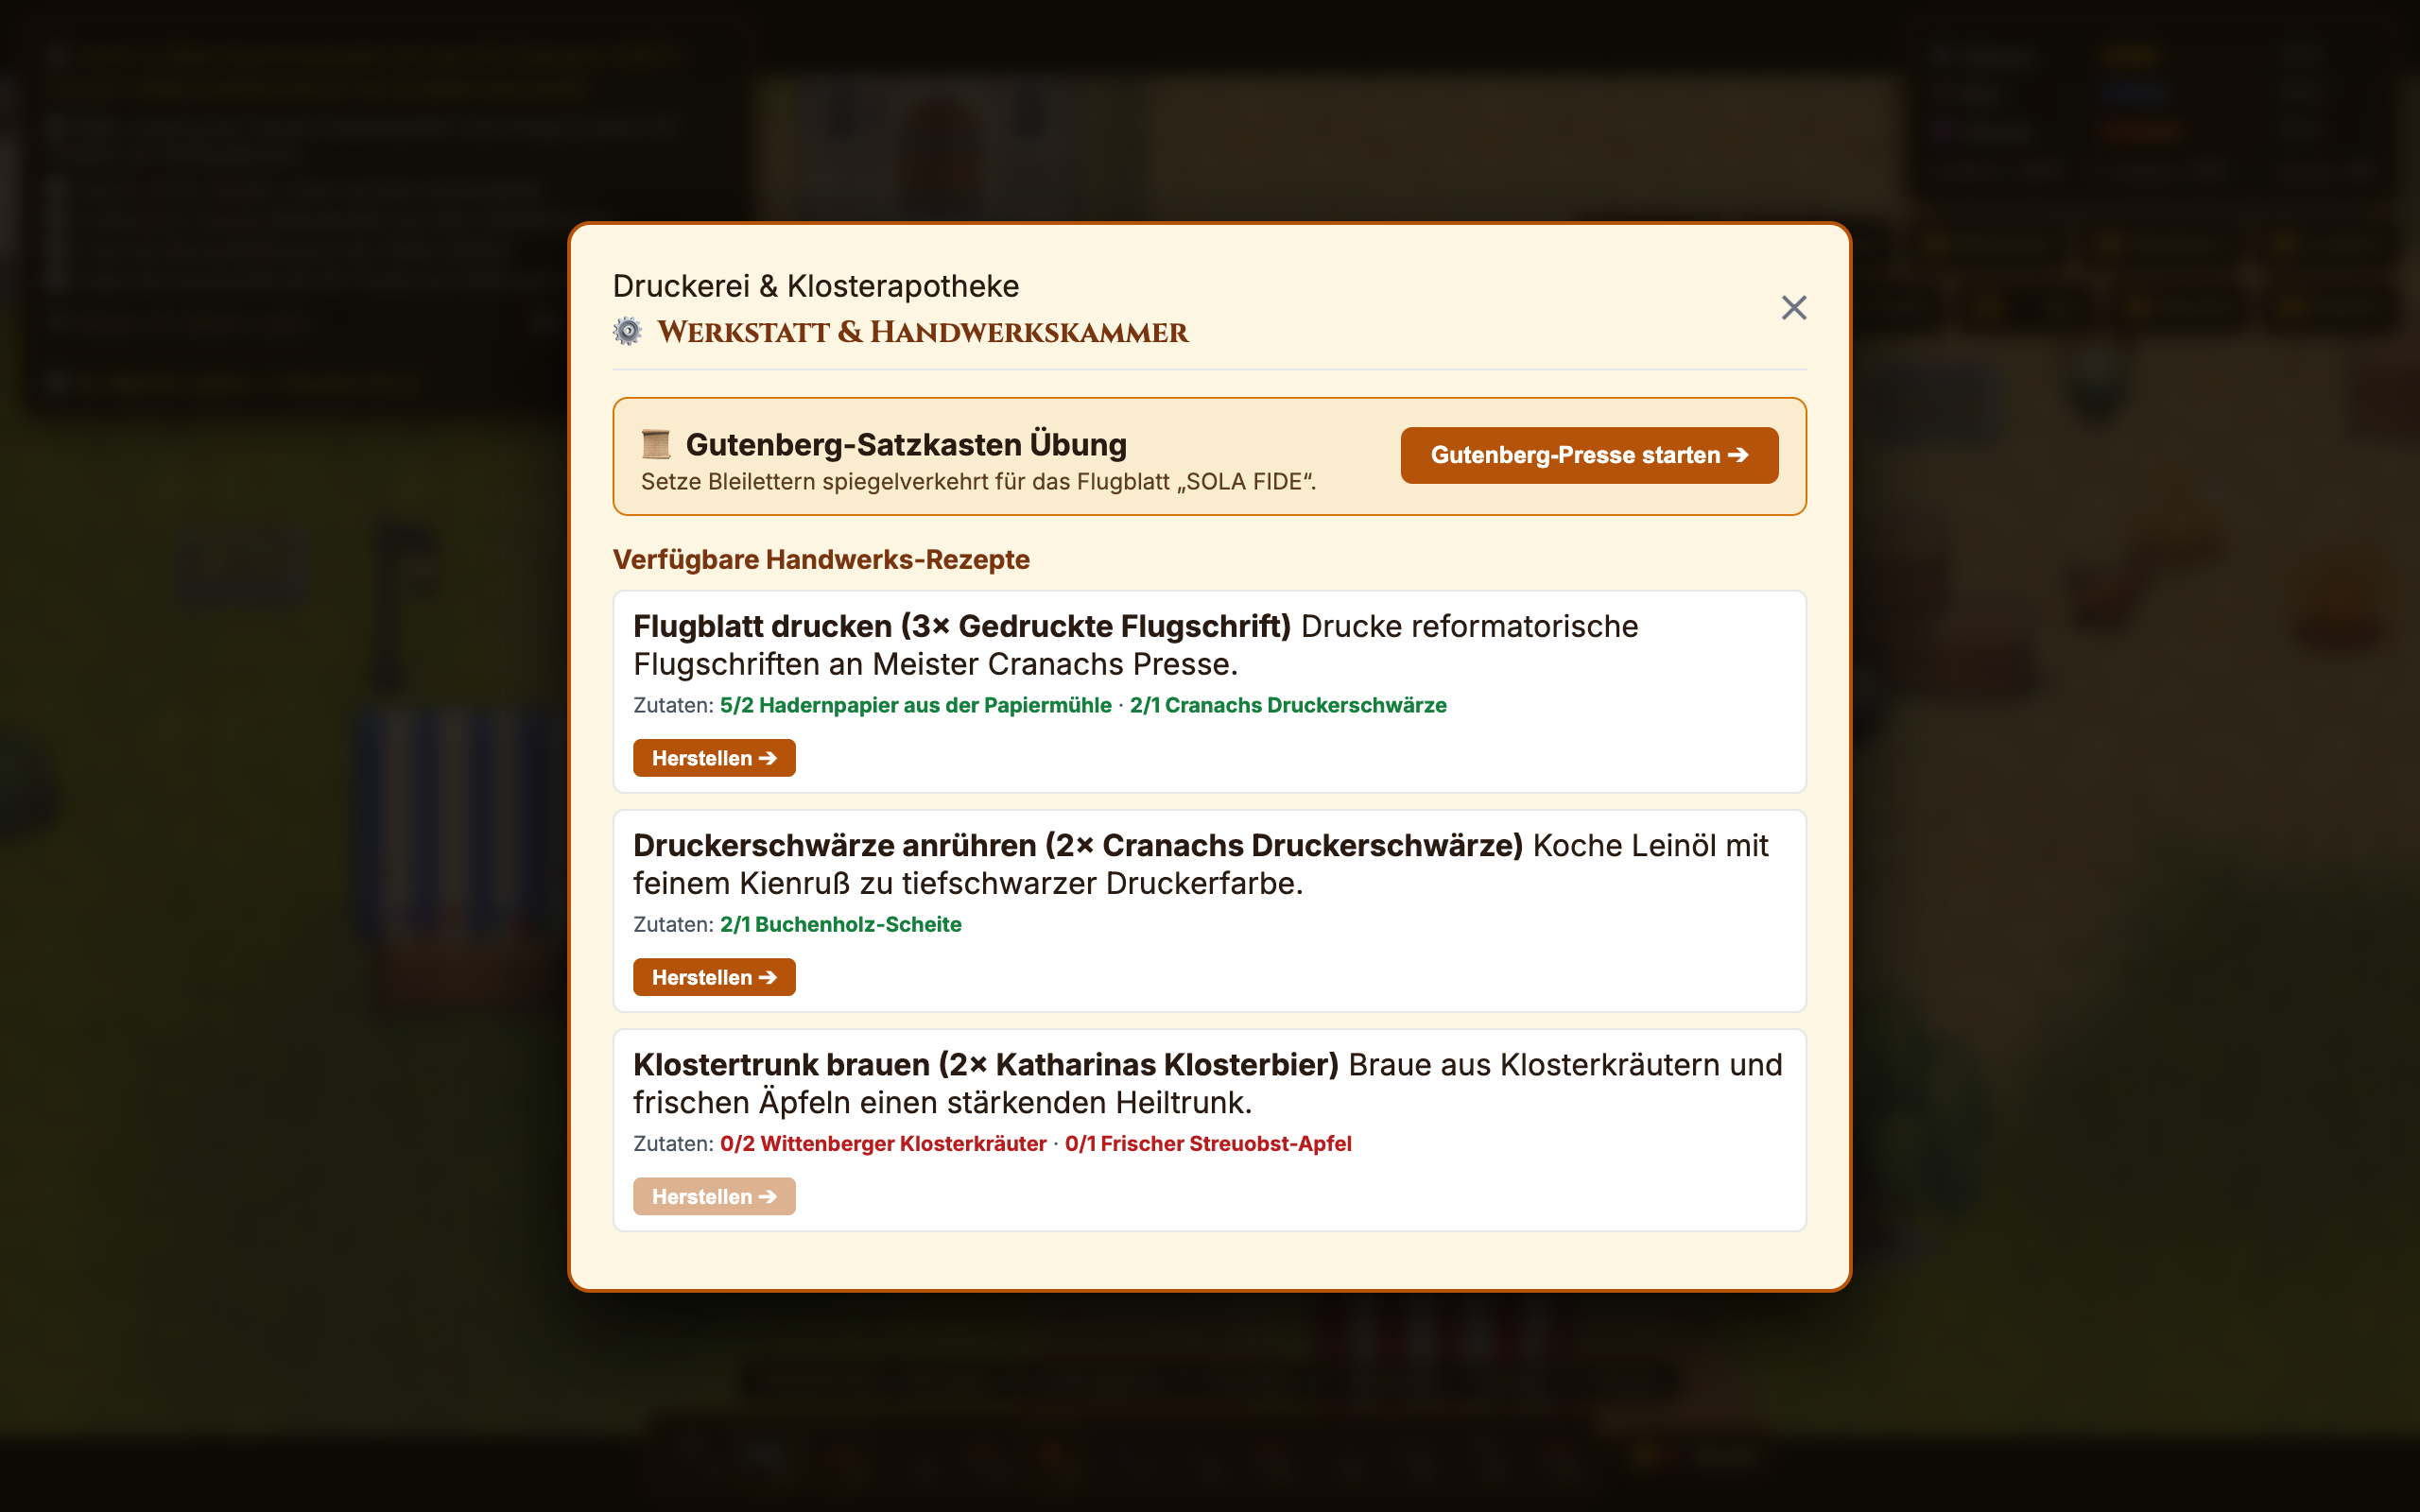 Druckerei & Klosterapotheke
Werkstatt & Handwerkskammer
Gutenberg-Satzkasten Übung
Setze Bleilettern spiegelverkehrt für das Flugblatt „SOLA FIDE“.
Gutenberg-Presse starten ➔
Verfügbare Handwerks-Rezepte
Flugblatt drucken (3× Gedruckte Flugschrift) Drucke reformatorische
Flugschriften an Meister Cranachs Presse.
Zutaten: 5/2 Hadernpapier aus der Papiermühle · 2/1 Cranachs Druckerschwärze
Herstellen ➔
Druckerschwärze anrühren (2× Cranachs Druckerschwärze) Koche Leinöl mit
feinem Kienruß zu tiefschwarzer Druckerfarbe.
Zutaten: 2/1 Buchenholz-Scheite
Herstellen ➔
Klostertrunk brauen (2× Katharinas Klosterbier) Braue aus Klosterkräutern und
frischen Äpfeln einen stärkenden Heiltrunk.
Zutaten: 0/2 Wittenberger Klosterkräuter · 0/1 Frischer Streuobst-Apfel
Herstellen ➔